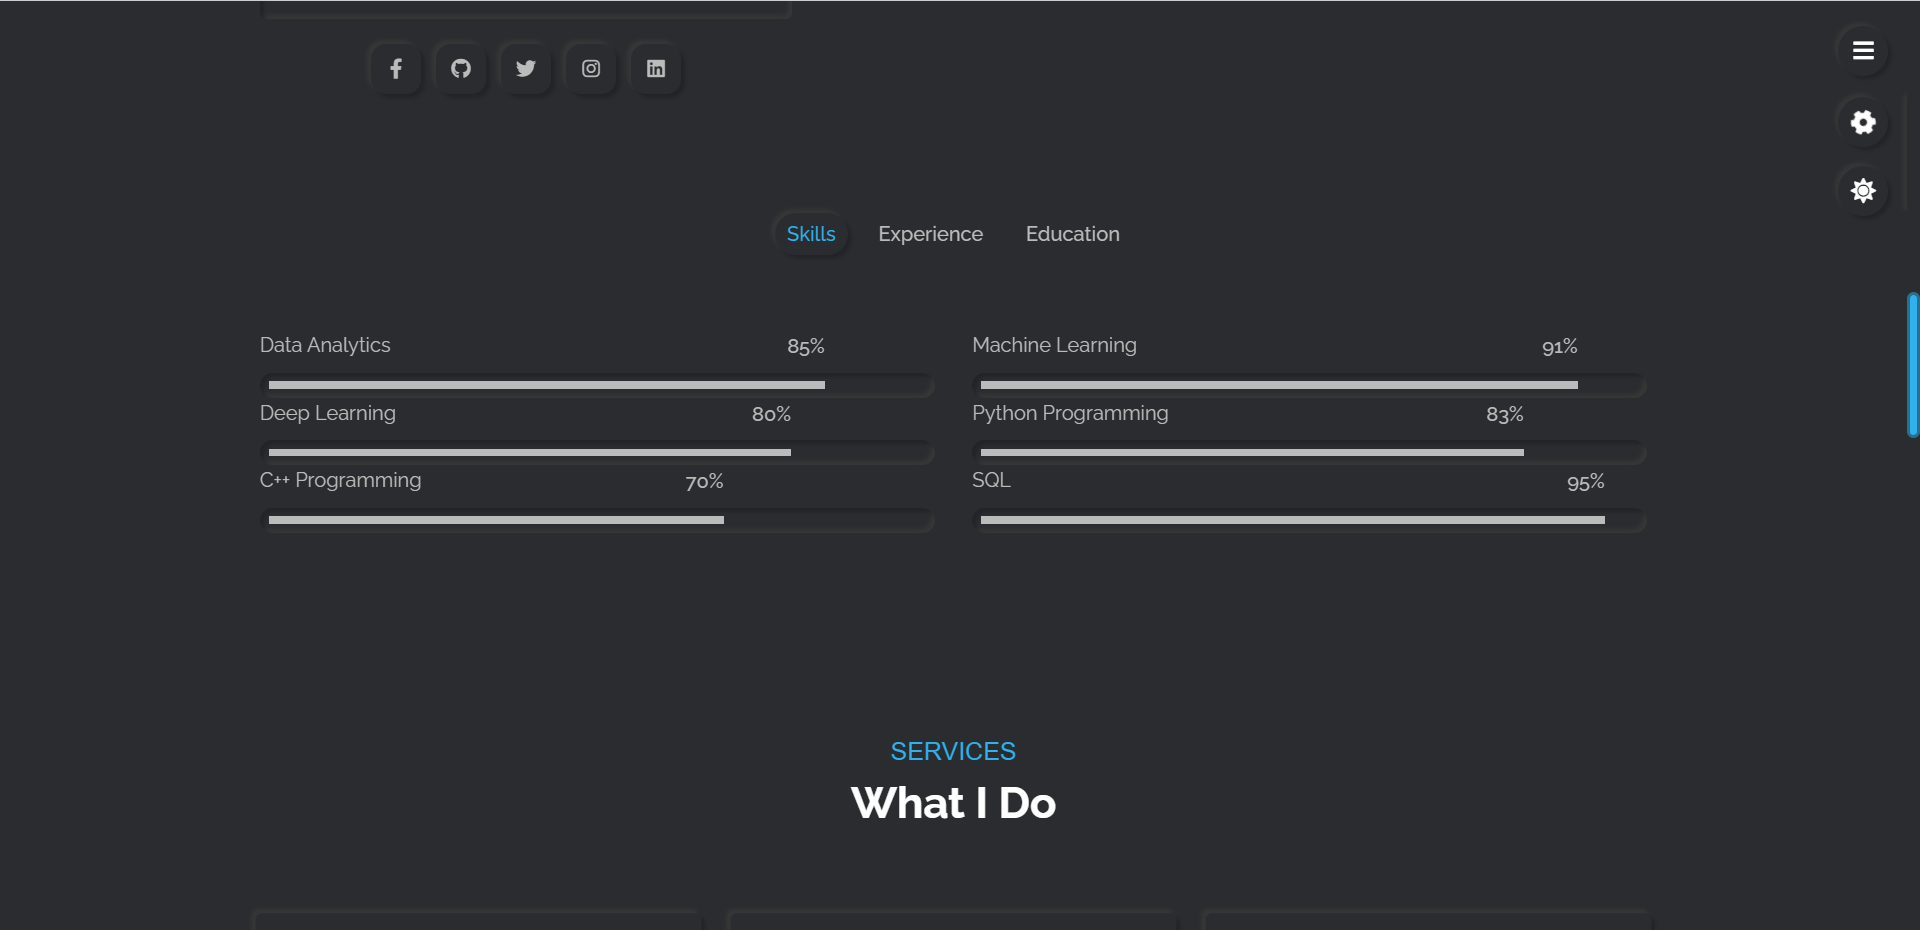 Skills Experience Education
Data Analytics 85%
Machine Learning 91%
Deep Learning 80%
Python Programming 83%
C++ Programming 70%
SQL 95%
SERVICES
What I Do